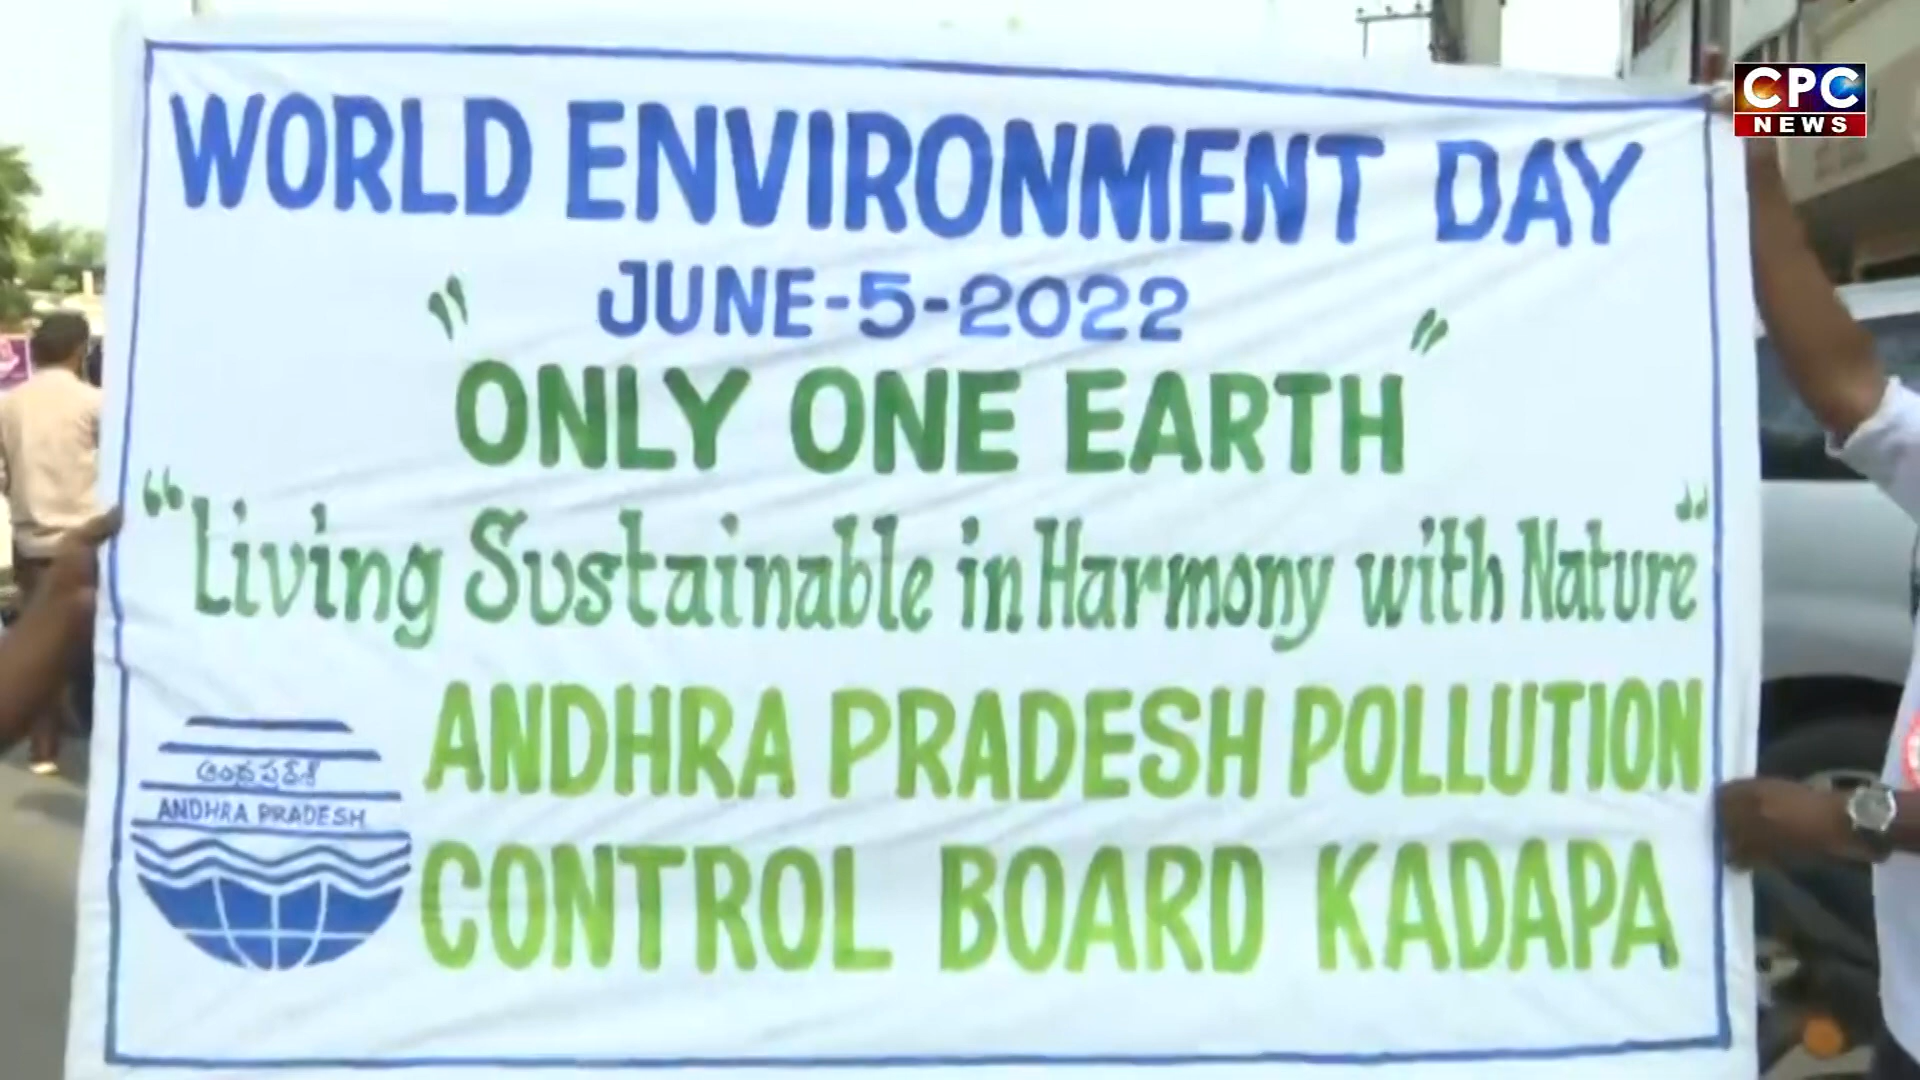 CPC
NEWS
WORLD ENVIRONMENT DAY
JUNE-5-2022
"ONLY ONE EARTH"
"Living Sustainable in Harmony with Nature"
ఆంధ్రప్రదేశ్
ANDHRA PRADESH
ANDHRA PRADESH POLLUTION
CONTROL BOARD KADAPA